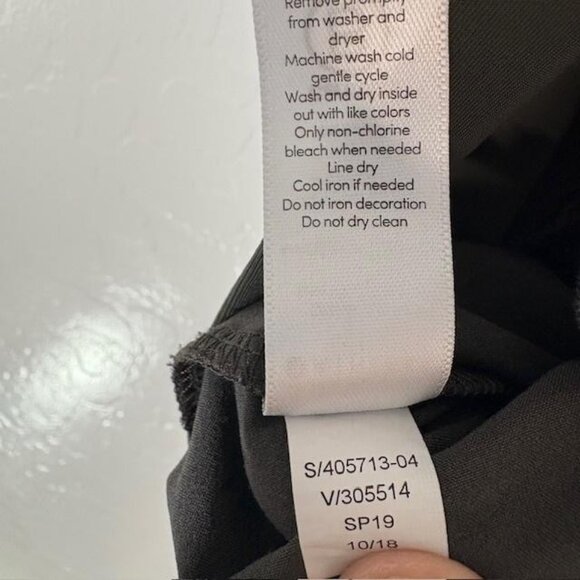 Remove promptly
from washer and
dryer
Machine wash cold
gentle cycle
Wash and dry inside
out with like colors
Only non-chlorine
bleach when needed
Line dry
Cool iron if needed
Do not iron decoration
Do not dry clean
S/405713-04
V/305514
SP19
10/18